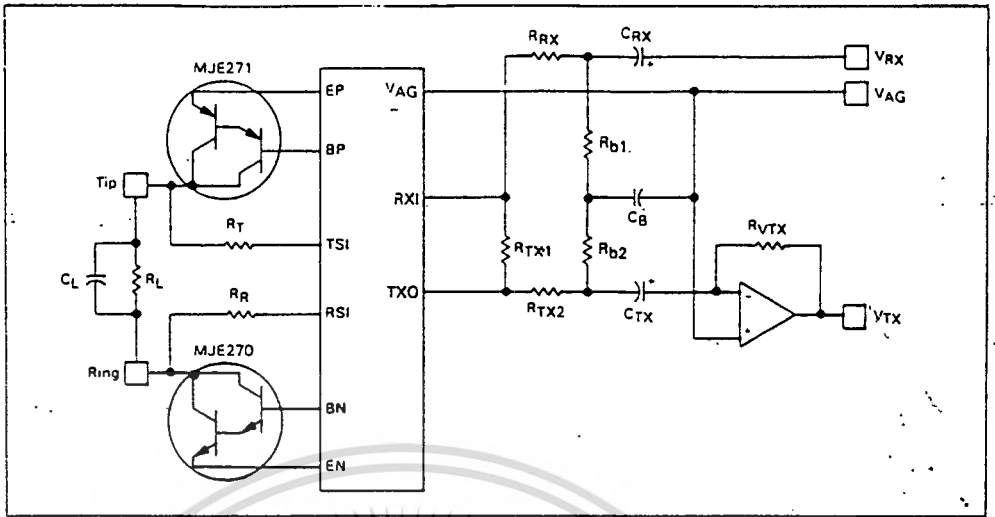 MJE271
EP
BP
Tip
RT
TSI
CL
RL
RR
RSI
MJE270
Ring
BN
EN
VAG
RXI
TXO
RRX
CRX
VRX
VAG
Rb1
CB
RTX1
Rb2
RTX2
CTX
RVTX
VTX